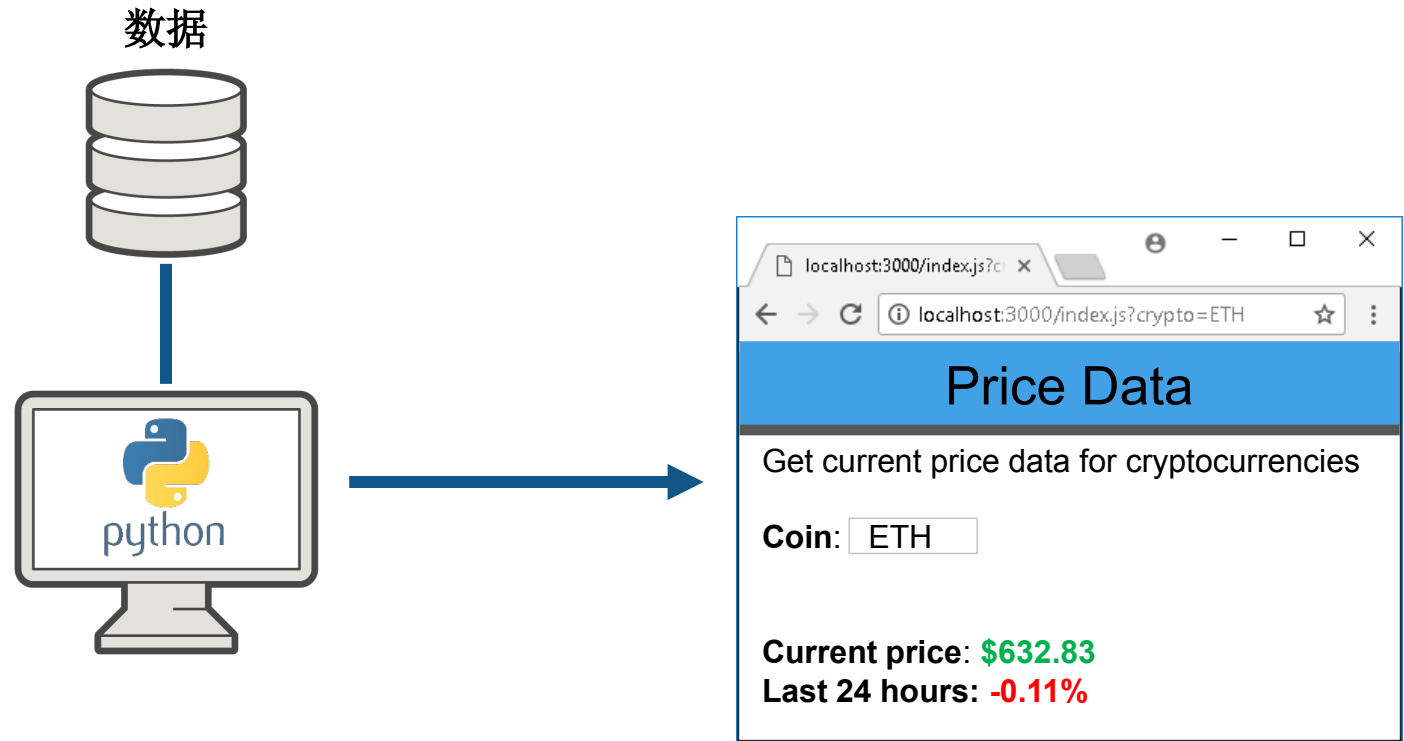 数据
python
localhost:3000/index.js?c
localhost:3000/index.js?crypto=ETH
Price Data
Get current price data for cryptocurrencies
Coin: ETH
Current price: $632.83
Last 24 hours: -0.11%